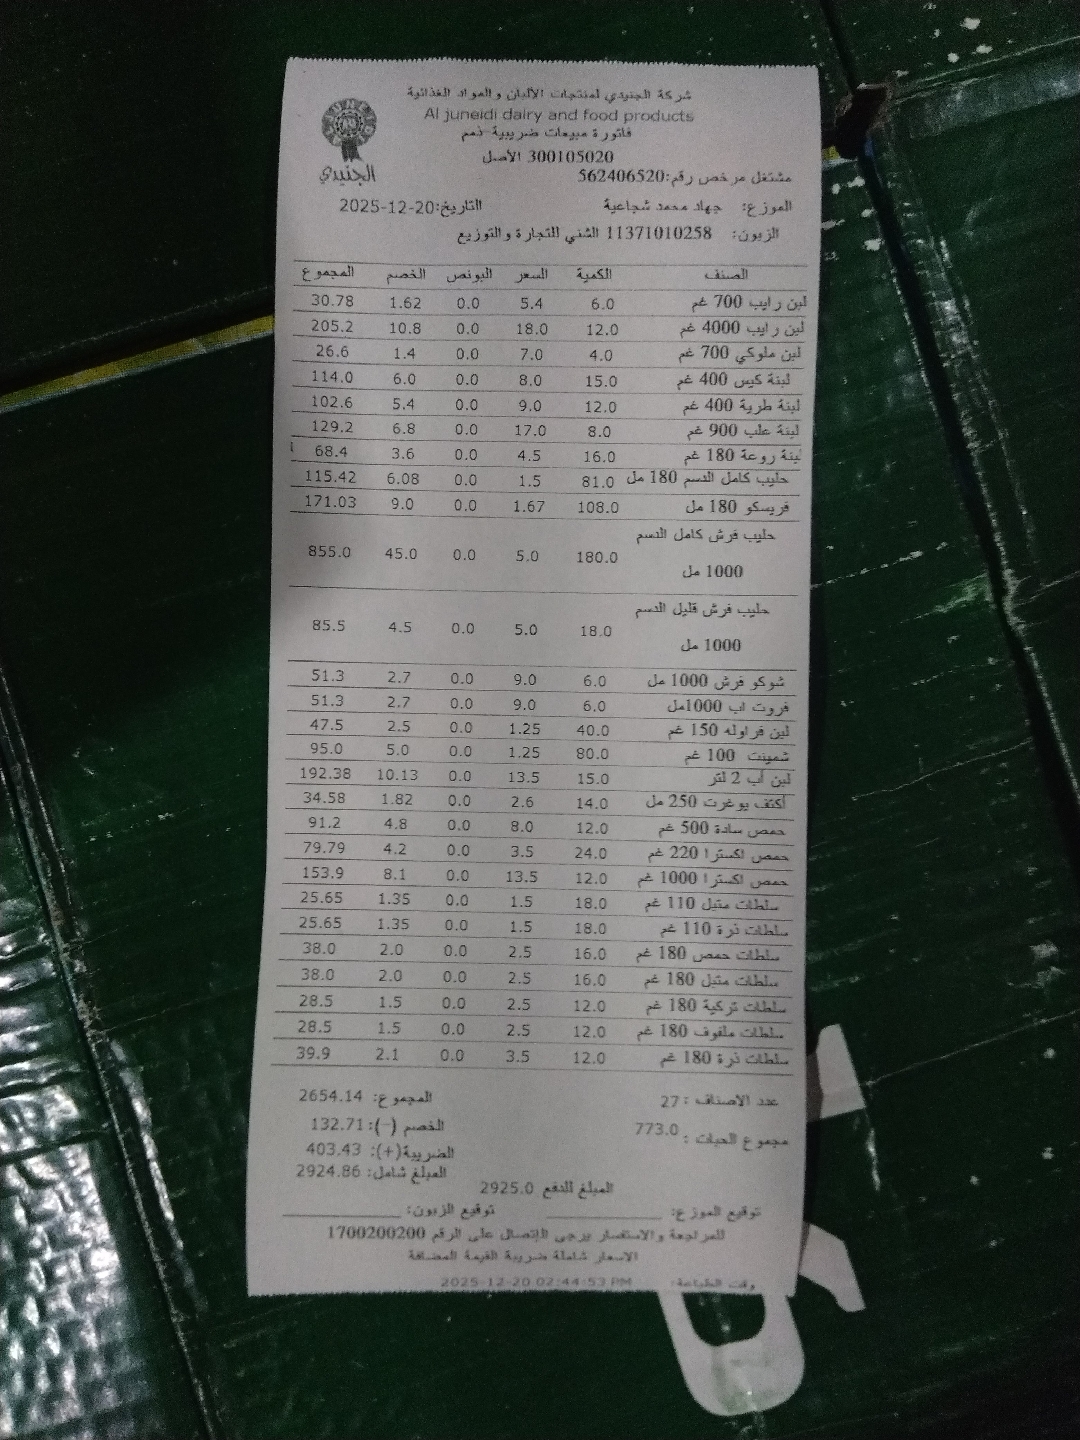 شركة الجنيدي لمنتجات الألبان والمواد الغذائية
Al juneidi dairy and food products
فاتورة مبيعات ضريبية-ذمم
300105020 الأصل
الجنيدي
مشتغل مرخص رقم:562406520
الموزع: جهاد محمد شجاعية التاريخ:2025-12-20
الزبون: 11371010258 الشني للتجارة والتوزيع
الصنف الكمية السعر البونص الخصم المجموع
لبن رايب 700 غم 6.0 5.4 0.0 1.62 30.78
لبن رايب 4000 غم 12.0 18.0 0.0 10.8 205.2
لبن ملوكي 700 غم 4.0 7.0 0.0 1.4 26.6
لبنة كيس 400 غم 15.0 8.0 0.0 6.0 114.0
لبنة طرية 400 غم 12.0 9.0 0.0 5.4 102.6
لبنة علب 900 غم 8.0 17.0 0.0 6.8 129.2
لبنة روعة 180 غم 16.0 4.5 0.0 3.6 68.4
حليب كامل الدسم 180 مل 81.0 1.5 0.0 6.08 115.42
فريسكو 180 مل 108.0 1.67 0.0 9.0 171.03
حليب فرش كامل الدسم
1000 مل 180.0 5.0 0.0 45.0 855.0
حليب فرش قليل الدسم
1000 مل 18.0 5.0 0.0 4.5 85.5
شوكو فرش 1000 مل 6.0 9.0 0.0 2.7 51.3
فروت اب 1000مل 6.0 9.0 0.0 2.7 51.3
لبن فراوله 150 غم 40.0 1.25 0.0 2.5 47.5
شمينت 100 غم 80.0 1.25 0.0 5.0 95.0
لبن أب 2 لتر 15.0 13.5 0.0 10.13 192.38
أكتف يوغرت 250 مل 14.0 2.6 0.0 1.82 34.58
حمص سادة 500 غم 12.0 8.0 0.0 4.8 91.2
حمص اكسترا 220 غم 24.0 3.5 0.0 4.2 79.79
حمص اكسترا 1000 غم 12.0 13.5 0.0 8.1 153.9
سلطات متبل 110 غم 18.0 1.5 0.0 1.35 25.65
سلطات ذرة 110 غم 18.0 1.5 0.0 1.35 25.65
سلطات حمص 180 غم 16.0 2.5 0.0 2.0 38.0
سلطات متبل 180 غم 16.0 2.5 0.0 2.0 38.0
سلطات تركية 180 غم 12.0 2.5 0.0 1.5 28.5
سلطات ملفوف 180 غم 12.0 2.5 0.0 1.5 28.5
سلطات ذرة 180 غم 12.0 3.5 0.0 2.1 39.9
عدد الاصناف : 27 المجموع: 2654.14
مجموع الحبات : 773.0 الخصم (-):132.71
الضريبة(+): 403.43
المبلغ شامل: 2924.86
المبلغ للدفع 2925.0
توقيع الموزع: توقيع الزبون:
للمراجعة والاستفسار يرجى الإتصال على الرقم 1700200200
الاسعار شاملة ضريبة القيمة المضافة
وقت الطباعة: 2025-12-20 02:44:53 PM